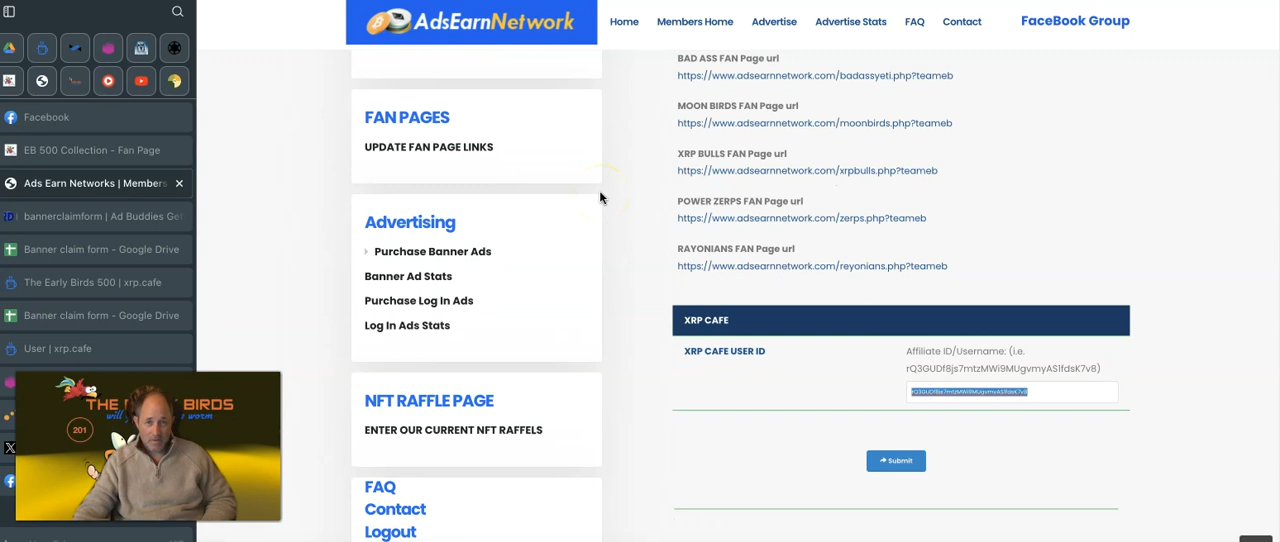 AdsEarnNetwork
Home
Members Home
Advertise
Advertise Stats
FAQ
Contact
FaceBook Group
Facebook
EB 500 Collection - Fan Page
Ads Earn Networks | Members
bannerclaimform | Ad Buddies Ge
Banner claim form - Google Drive
The Early Birds 500 | xrp.cafe
Banner claim form - Google Drive
User | xrp.cafe
201
FAN PAGES
UPDATE FAN PAGE LINKS
Advertising
Purchase Banner Ads
Banner Ad Stats
Purchase Log In Ads
Log In Ads Stats
NFT RAFFLE PAGE
ENTER OUR CURRENT NFT RAFFELS
FAQ
Contact
Logout
BAD ASS FAN Page url
https://www.adsearnnetwork.com/badassyeti.php?teameb
MOON BIRDS FAN Page url
https://www.adsearnnetwork.com/moonbirds.php?teameb
XRP BULLS FAN Page url
https://www.adsearnnetwork.com/xrpbulls.php?teameb
POWER ZERPS FAN Page url
https://www.adsearnnetwork.com/zerps.php?teameb
RAYONIANS FAN Page url
https://www.adsearnnetwork.com/reyonians.php?teameb
XRP CAFE
XRP CAFE USER ID
Affiliate ID/Username: (i.e.
rQ3GUDf8js7mtzMWi9MUgvmyAS1fdsK7v8)
Submit